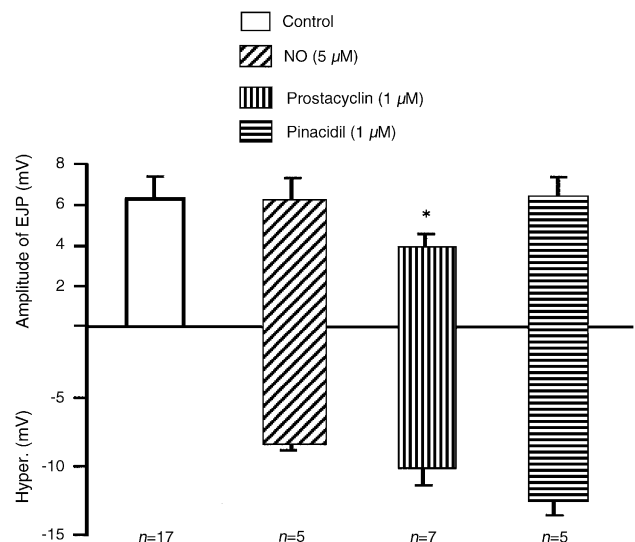 Control
NO (5 µM)
Prostacyclin (1 µM)
Pinacidil (1 µM)
Amplitude of EJP (mV)
8
6
4
2
*
Hyper. (mV)
-5
-10
-15
n=17
n=5
n=7
n=5